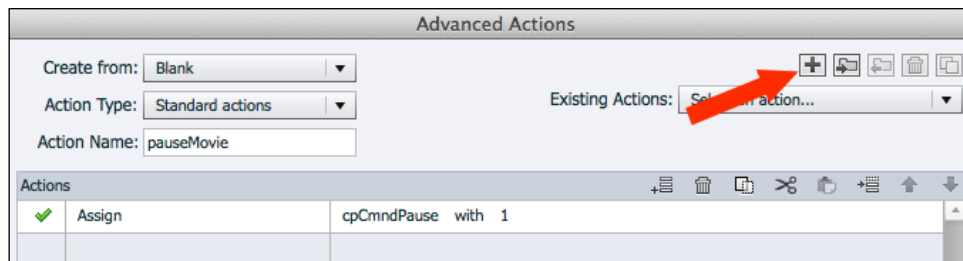 Advanced Actions
Create from: Blank
Action Type: Standard actions
Existing Actions: action...
Action Name: pauseMovie
Actions
Assign cpCmndPause with 1